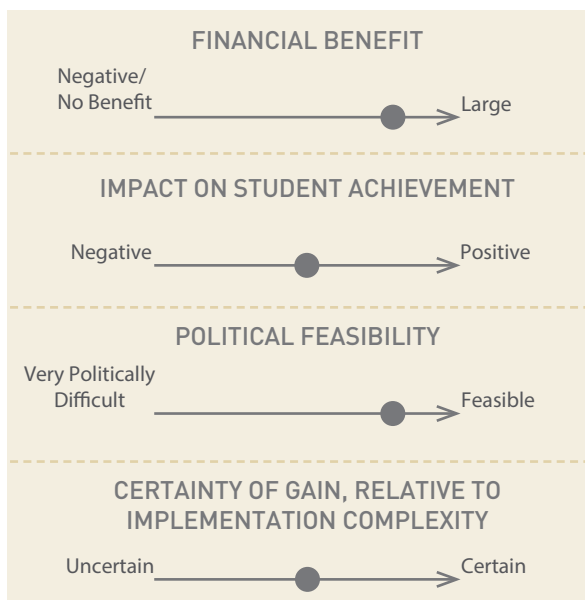 FINANCIAL BENEFIT
Negative/
No Benefit
Large
IMPACT ON STUDENT ACHIEVEMENT
Negative
Positive
POLITICAL FEASIBILITY
Very Politically
Difficult
Feasible
CERTAINTY OF GAIN, RELATIVE TO
IMPLEMENTATION COMPLEXITY
Uncertain
Certain